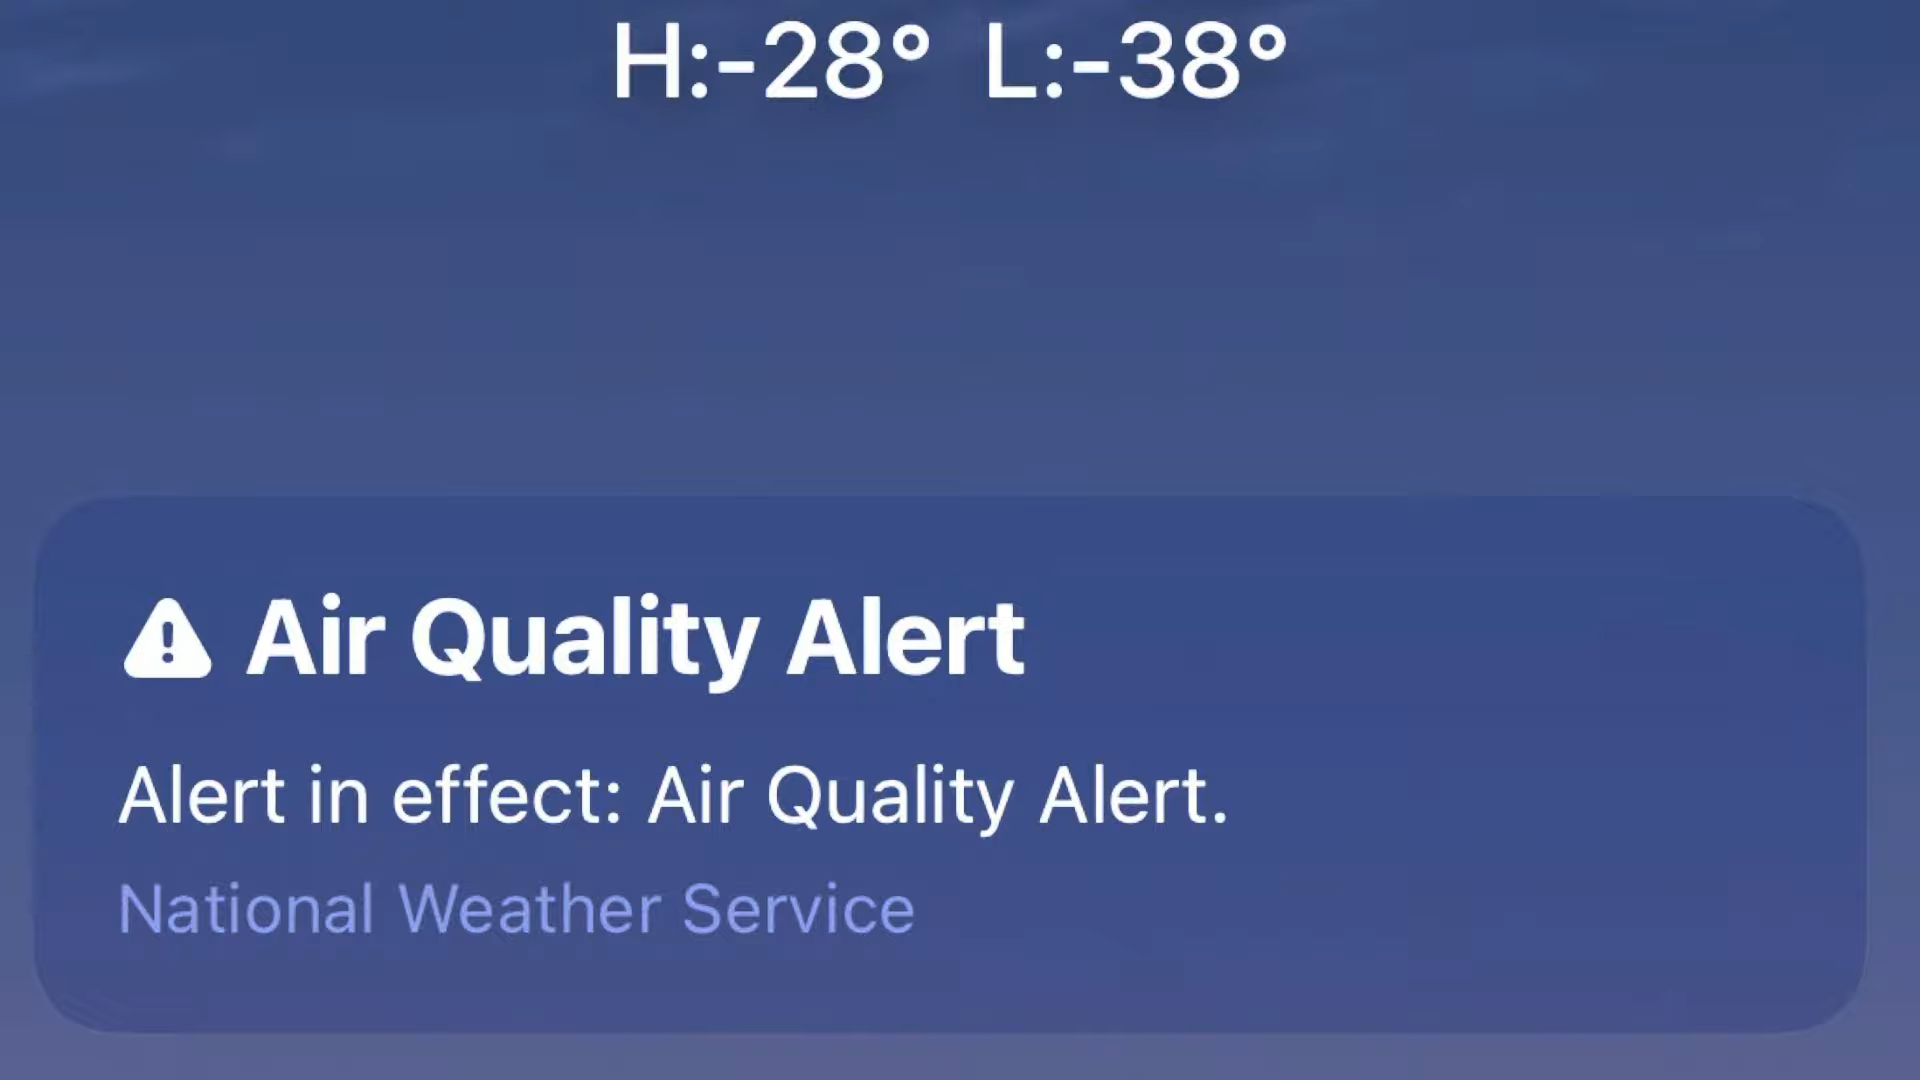 H:-28° L:-38°
Air Quality Alert
Alert in effect: Air Quality Alert.
National Weather Service